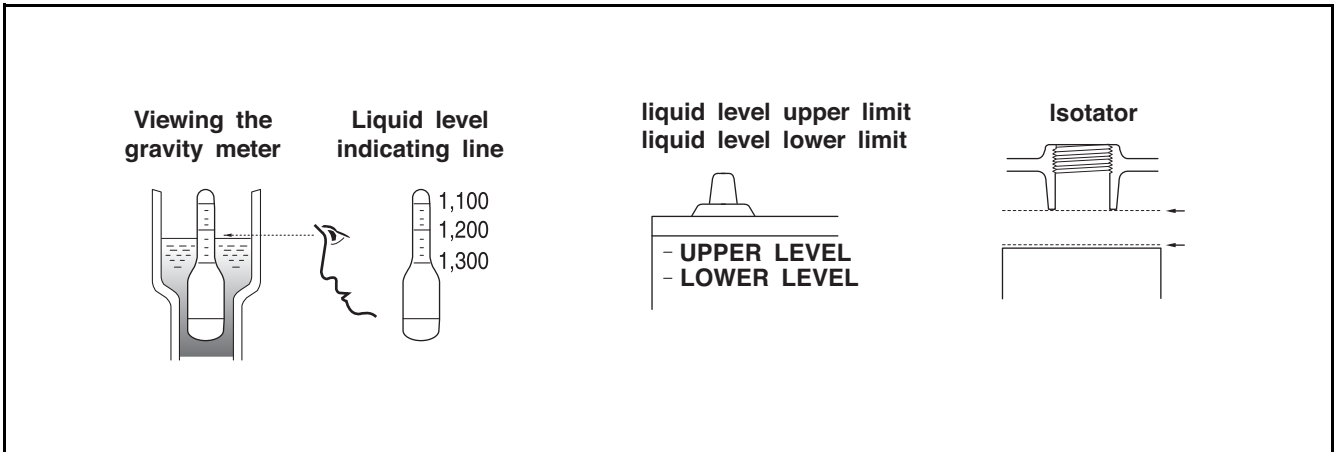 Viewing the
gravity meter
Liquid level
indicating line
1,100
1,200
1,300
liquid level upper limit
liquid level lower limit
UPPER LEVEL
LOWER LEVEL
Isotator